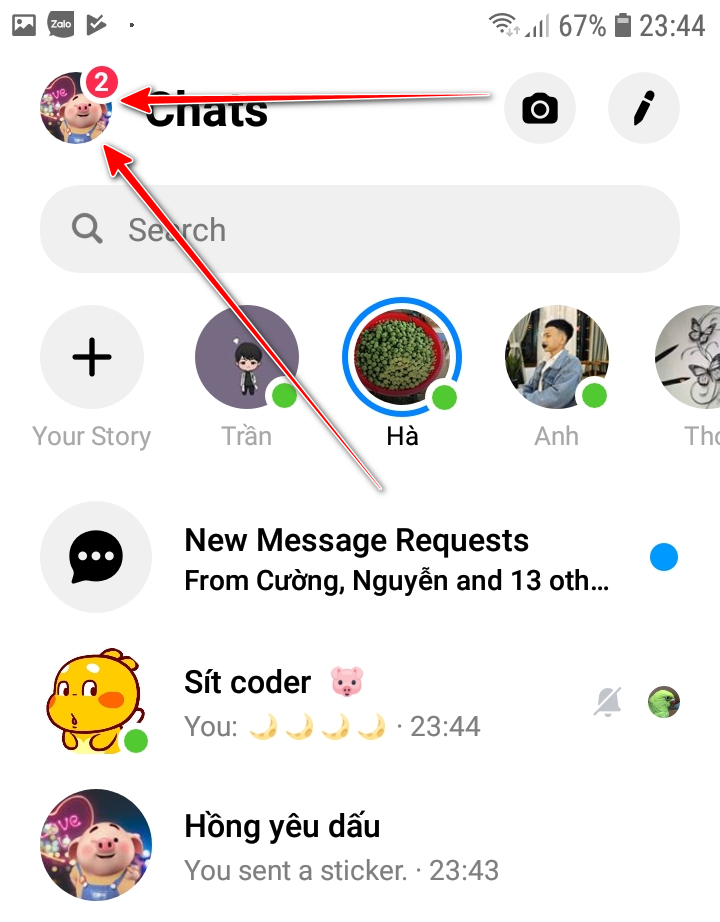 Zalo
67% 23:44
2
Chats
Search
Your Story
Trần
Hà
Anh
Thơ
New Message Requests
From Cường, Nguyễn and 13 oth...
Sít coder
You: 🌙🌙🌙🌙 · 23:44
Hồng yêu dấu
You sent a sticker. · 23:43